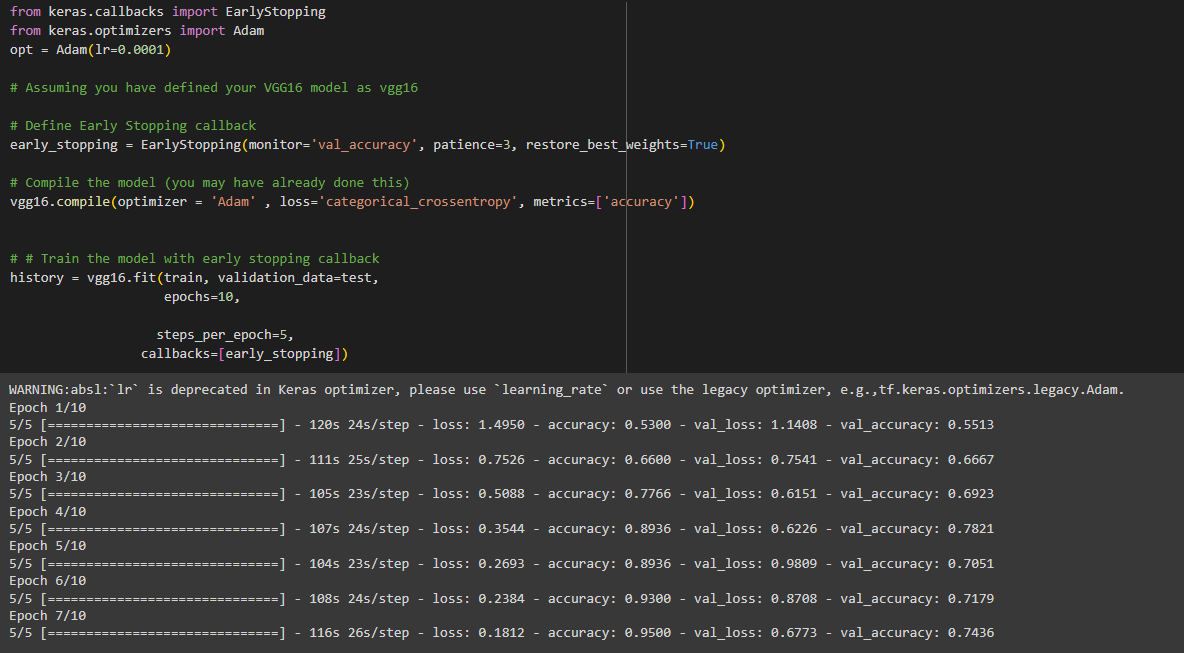 from keras.callbacks import EarlyStopping
from keras.optimizers import Adam
opt = Adam(lr=0.0001)
# Assuming you have defined your VGG16 model as vgg16
# Define Early Stopping callback
early_stopping = EarlyStopping(monitor='val_accuracy', patience=3, restore_best_weights=True)
# Compile the model (you may have already done this)
vgg16.compile(optimizer = 'Adam' , loss='categorical_crossentropy', metrics=['accuracy'])
# # Train the model with early stopping callback
history = vgg16.fit(train, validation_data=test,
epochs=10,
steps_per_epoch=5,
callbacks=[early_stopping])
WARNING:absl:`lr` is deprecated in Keras optimizer, please use `learning_rate` or use the legacy optimizer, e.g.,tf.keras.optimizers.legacy.Adam.
Epoch 1/10
5/5 [==============================] - 120s 24s/step - loss: 1.4950 - accuracy: 0.5300 - val_loss: 1.1408 - val_accuracy: 0.5513
Epoch 2/10
5/5 [==============================] - 111s 25s/step - loss: 0.7526 - accuracy: 0.6600 - val_loss: 0.7541 - val_accuracy: 0.6667
Epoch 3/10
5/5 [==============================] - 105s 23s/step - loss: 0.5088 - accuracy: 0.7766 - val_loss: 0.6151 - val_accuracy: 0.6923
Epoch 4/10
5/5 [==============================] - 107s 24s/step - loss: 0.3544 - accuracy: 0.8936 - val_loss: 0.6226 - val_accuracy: 0.7821
Epoch 5/10
5/5 [==============================] - 104s 23s/step - loss: 0.2693 - accuracy: 0.8936 - val_loss: 0.9809 - val_accuracy: 0.7051
Epoch 6/10
5/5 [==============================] - 108s 24s/step - loss: 0.2384 - accuracy: 0.9300 - val_loss: 0.8708 - val_accuracy: 0.7179
Epoch 7/10
5/5 [==============================] - 116s 26s/step - loss: 0.1812 - accuracy: 0.9500 - val_loss: 0.6773 - val_accuracy: 0.7436